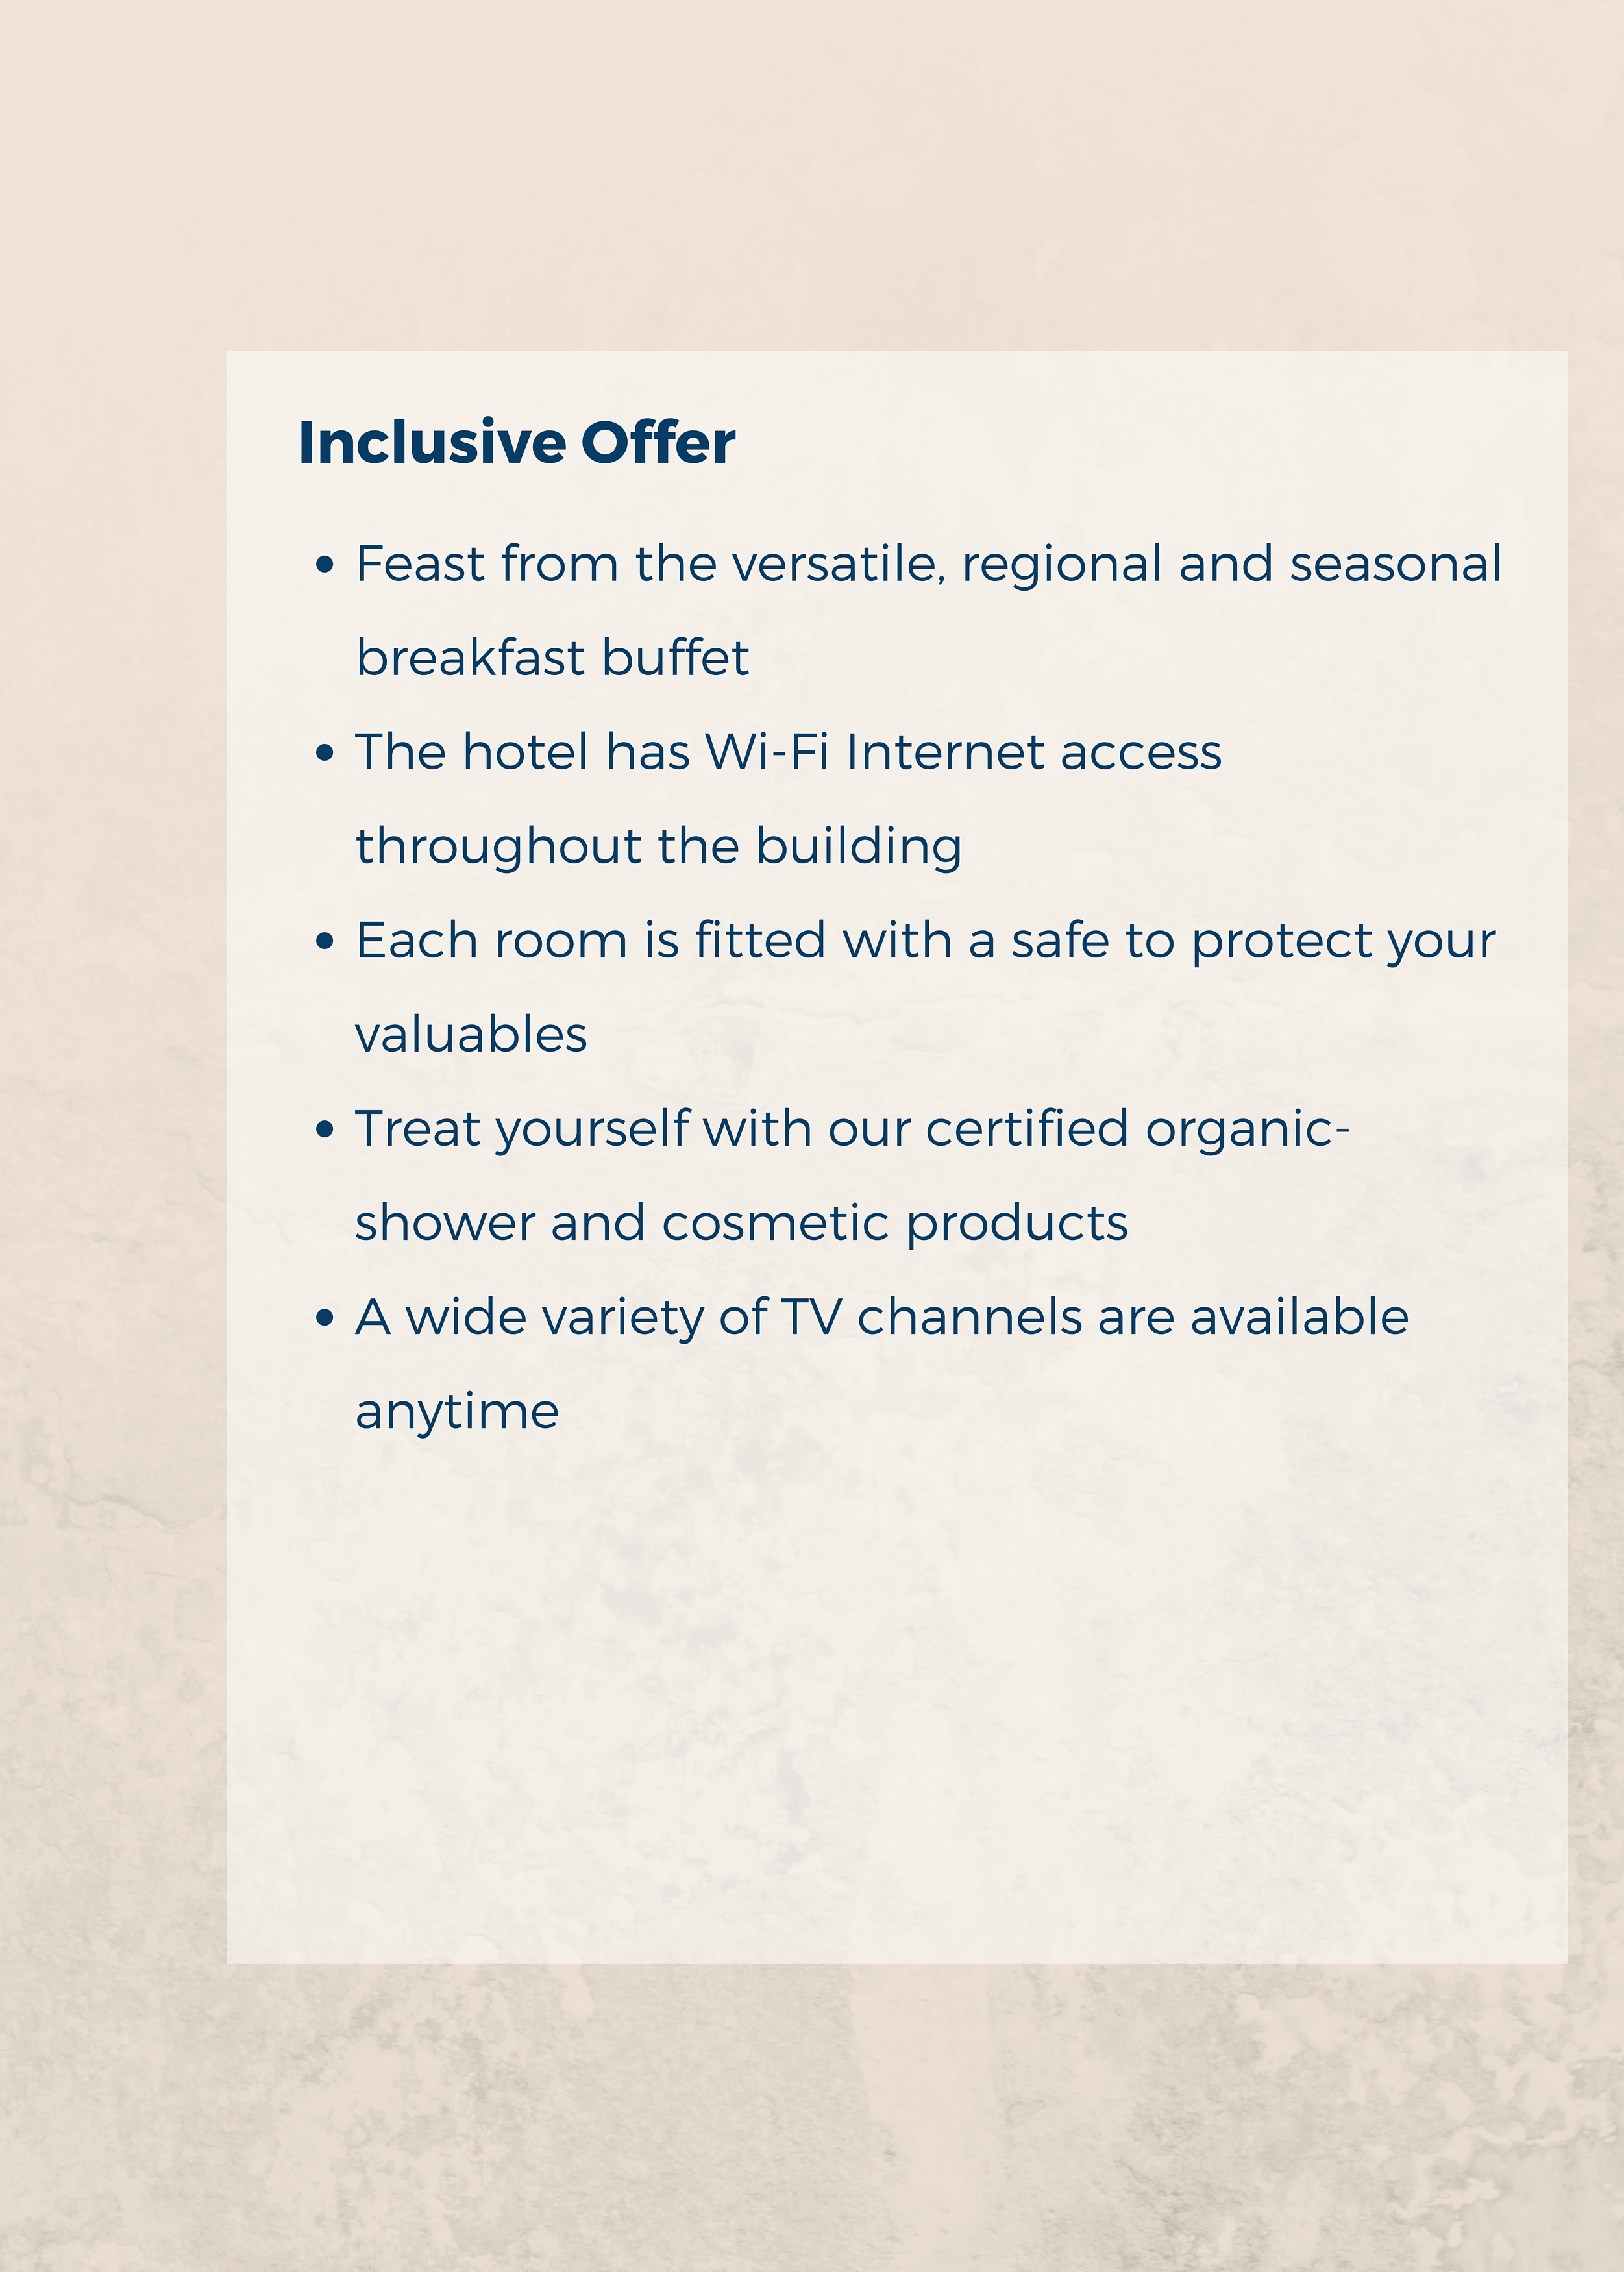 Inclusive Offer
• Feast from the versatile, regional and seasonal
breakfast buffet
• The hotel has Wi-Fi Internet access
throughout the building
• Each room is fitted with a safe to protect your
valuables
• Treat yourself with our certified organic-
shower and cosmetic products
• A wide variety of TV channels are available
anytime